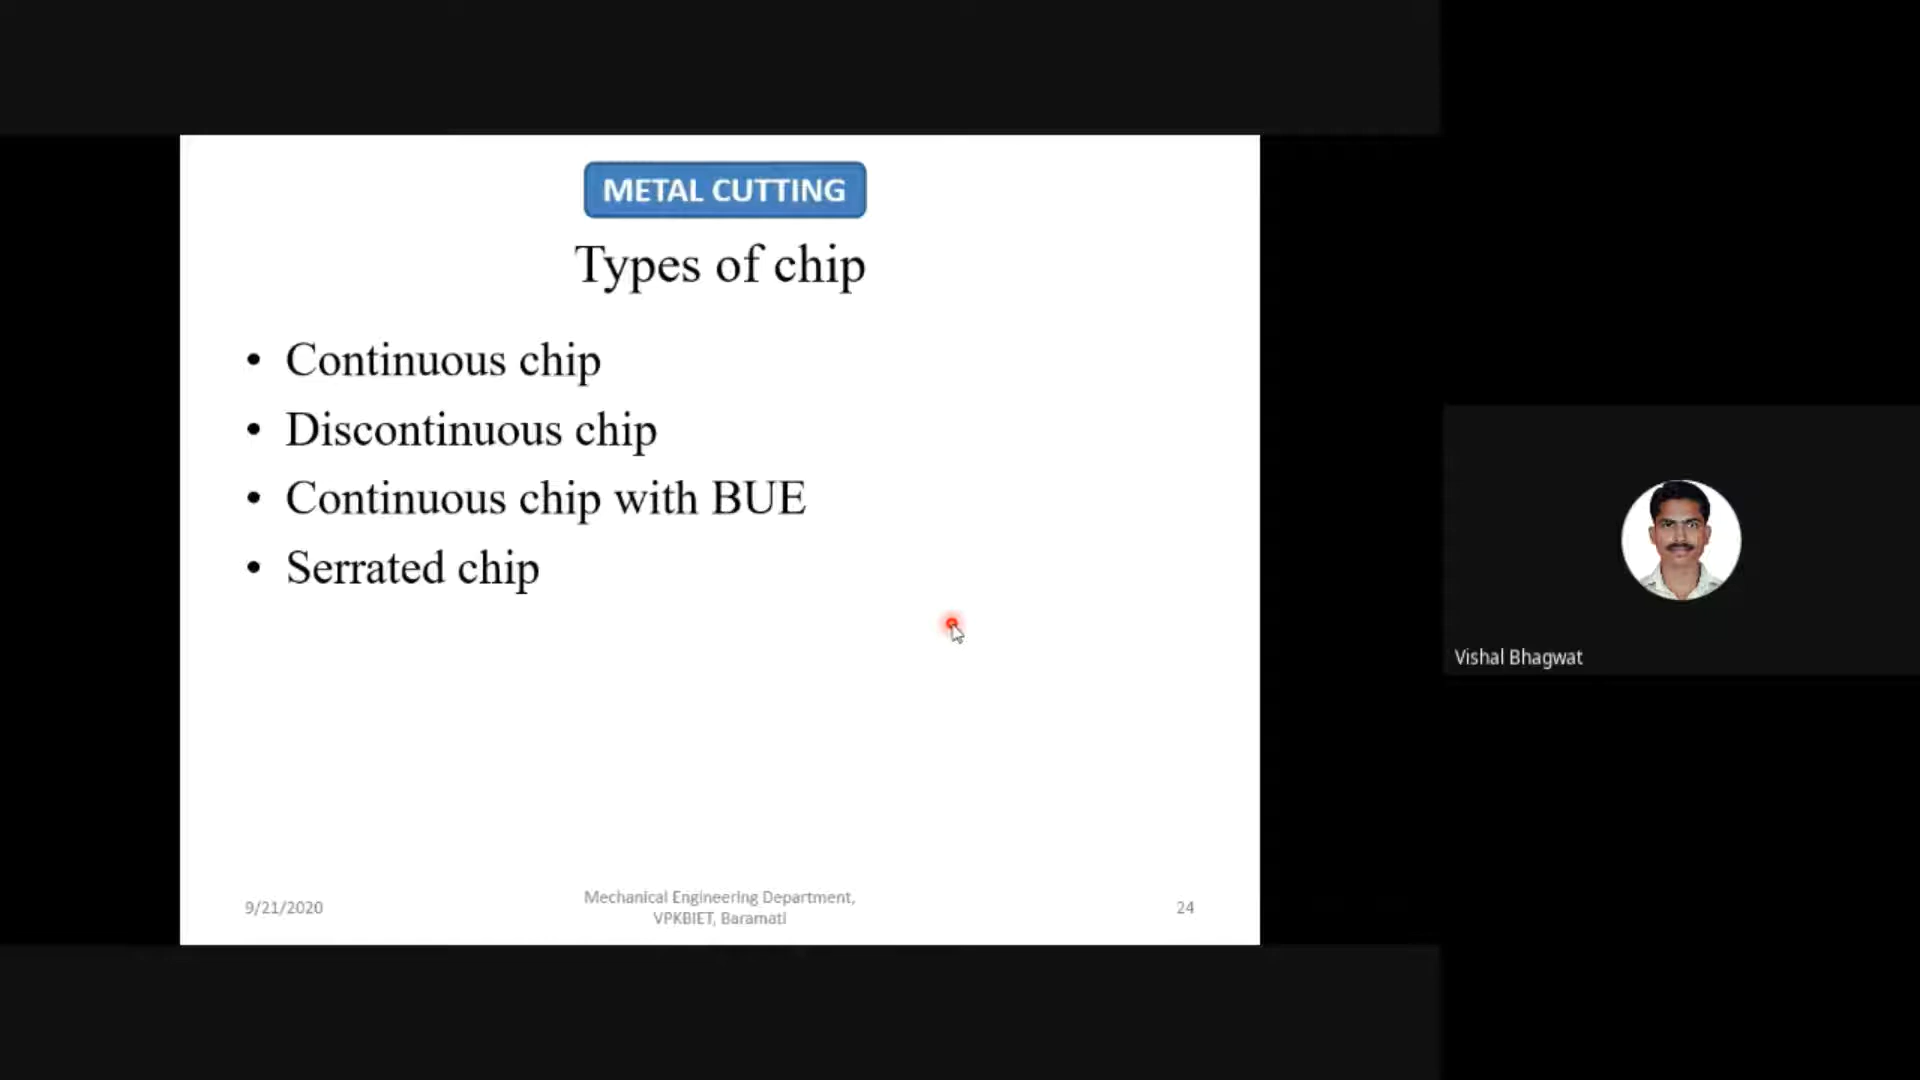 METAL CUTTING
Types of chip
• Continuous chip
• Discontinuous chip
• Continuous chip with BUE
• Serrated chip
Vishal Bhagwat
9/21/2020
Mechanical Engineering Department,
VPKBIET, Baramati
24